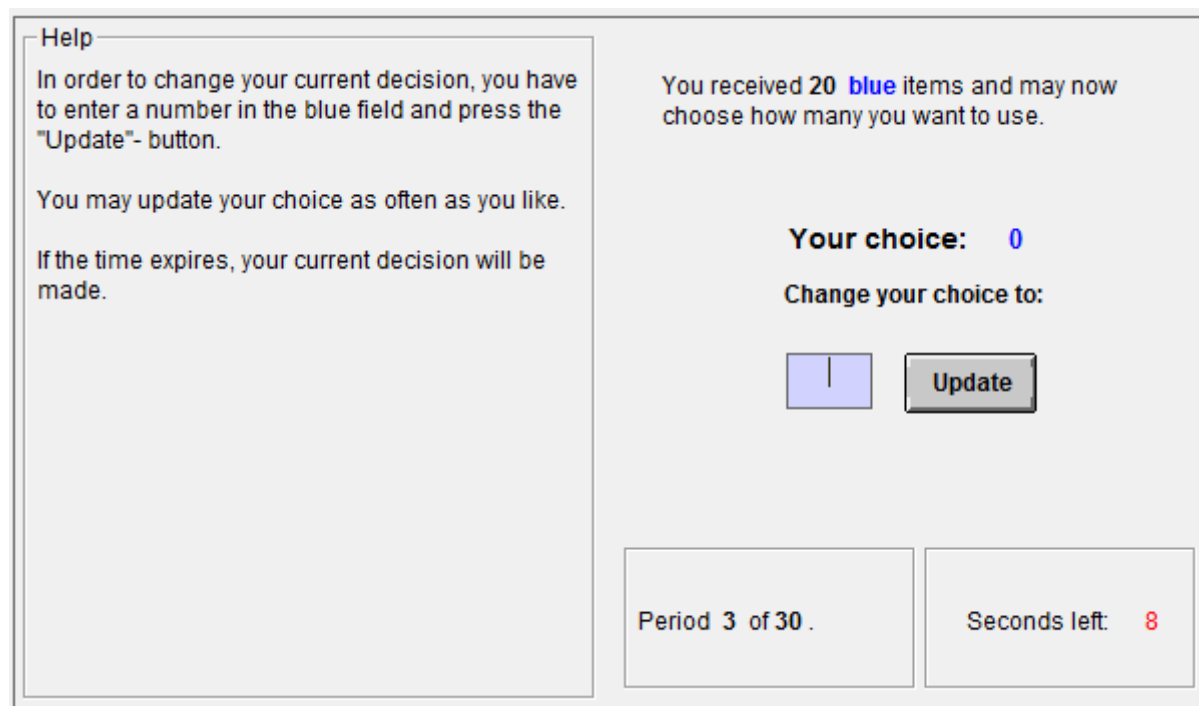 Help
In order to change your current decision, you have
to enter a number in the blue field and press the
"Update"- button.
You may update your choice as often as you like.
If the time expires, your current decision will be
made.
You received 20 blue items and may now
choose how many you want to use.
Your choice: 0
Change your choice to:
Update
Period 3 of 30 .
Seconds left: 8